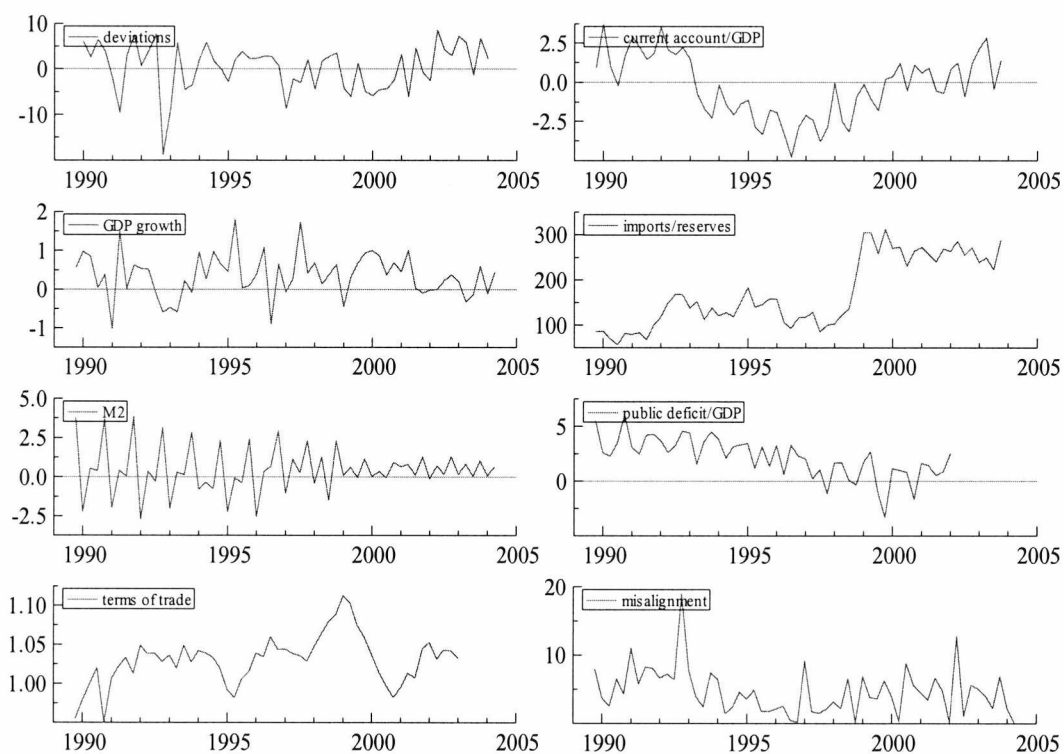 10
0
-10
deviations
1990 1995 2000 2005
2.5
0.0
-2.5
current account/GDP
1990 1995 2000 2005
2
1
0
-1
GDP growth
1990 1995 2000 2005
300
200
100
imports/reserves
1990 1995 2000 2005
5.0
2.5
0.0
-2.5
M2
1990 1995 2000 2005
5
0
public deficit/GDP
1990 1995 2000 2005
1.10
1.05
1.00
terms of trade
1990 1995 2000 2005
20
10
misalignment
1990 1995 2000 2005